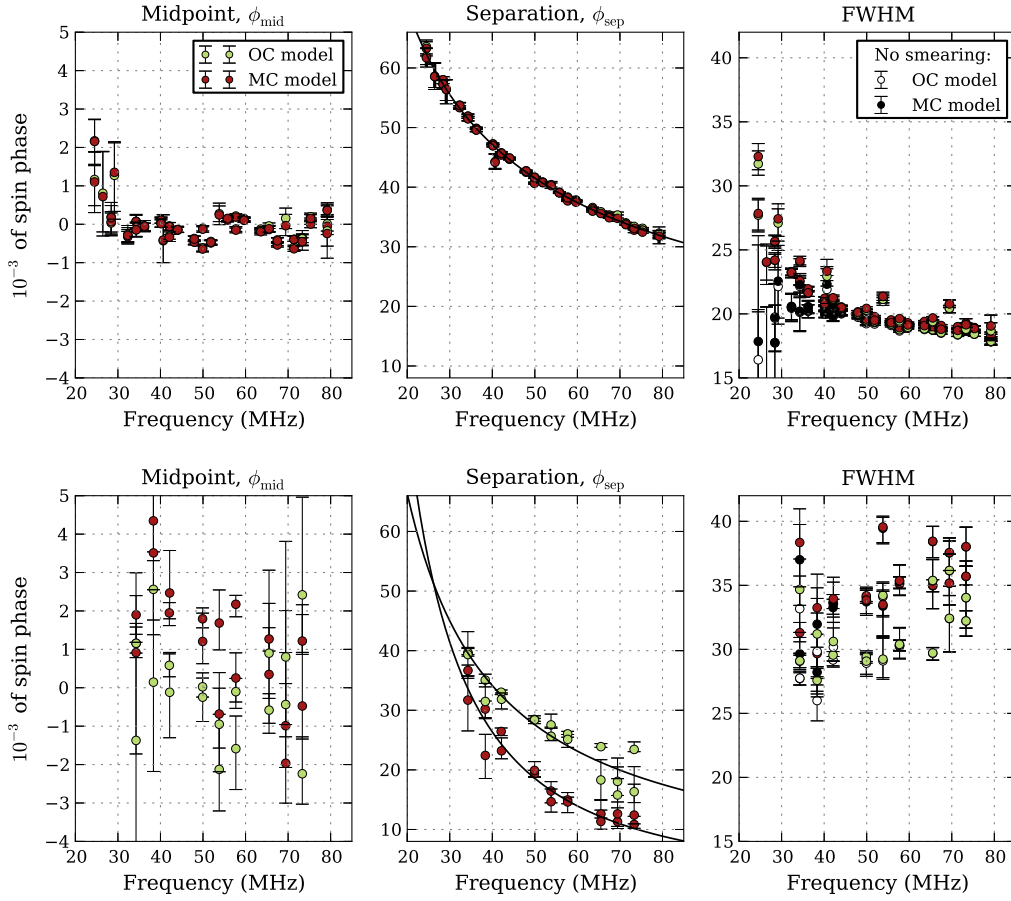 Midpoint, ϕmid
Separation, ϕsep
FWHM
10⁻³ of spin phase
5
4
3
2
1
0
−1
−2
−3
−4
OC model
MC model
20 30 40 50 60 70 80
Frequency (MHz)
60
50
40
30
20
10
20 30 40 50 60 70 80
Frequency (MHz)
40
35
30
25
20
15
No smearing:
OC model
MC model
20 30 40 50 60 70 80
Frequency (MHz)
Midpoint, ϕmid
Separation, ϕsep
FWHM
10⁻³ of spin phase
5
4
3
2
1
0
−1
−2
−3
−4
20 30 40 50 60 70 80
Frequency (MHz)
60
50
40
30
20
10
20 30 40 50 60 70 80
Frequency (MHz)
40
35
30
25
20
15
20 30 40 50 60 70 80
Frequency (MHz)